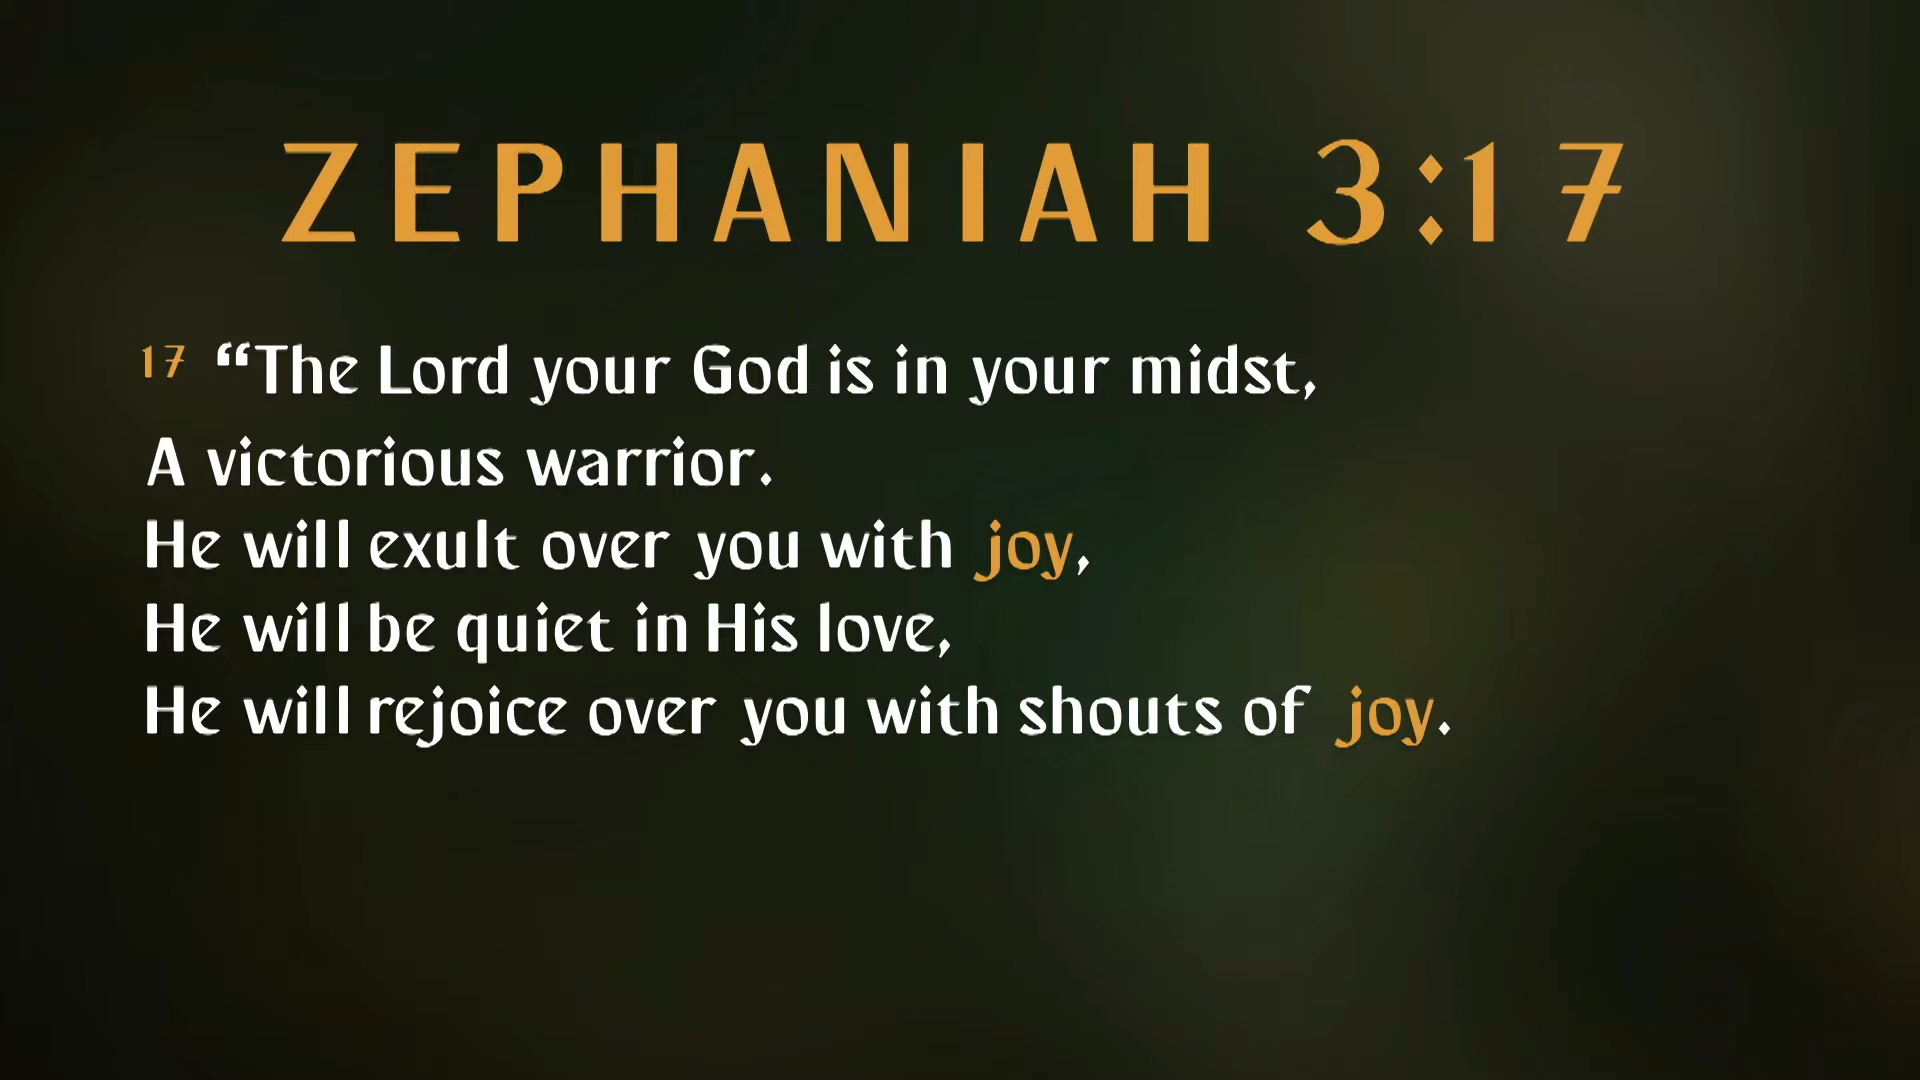 ZEPHANIAH 3:17
17 “The Lord your God is in your midst,
A victorious warrior.
He will exult over you with joy,
He will be quiet in His love,
He will rejoice over you with shouts of joy.